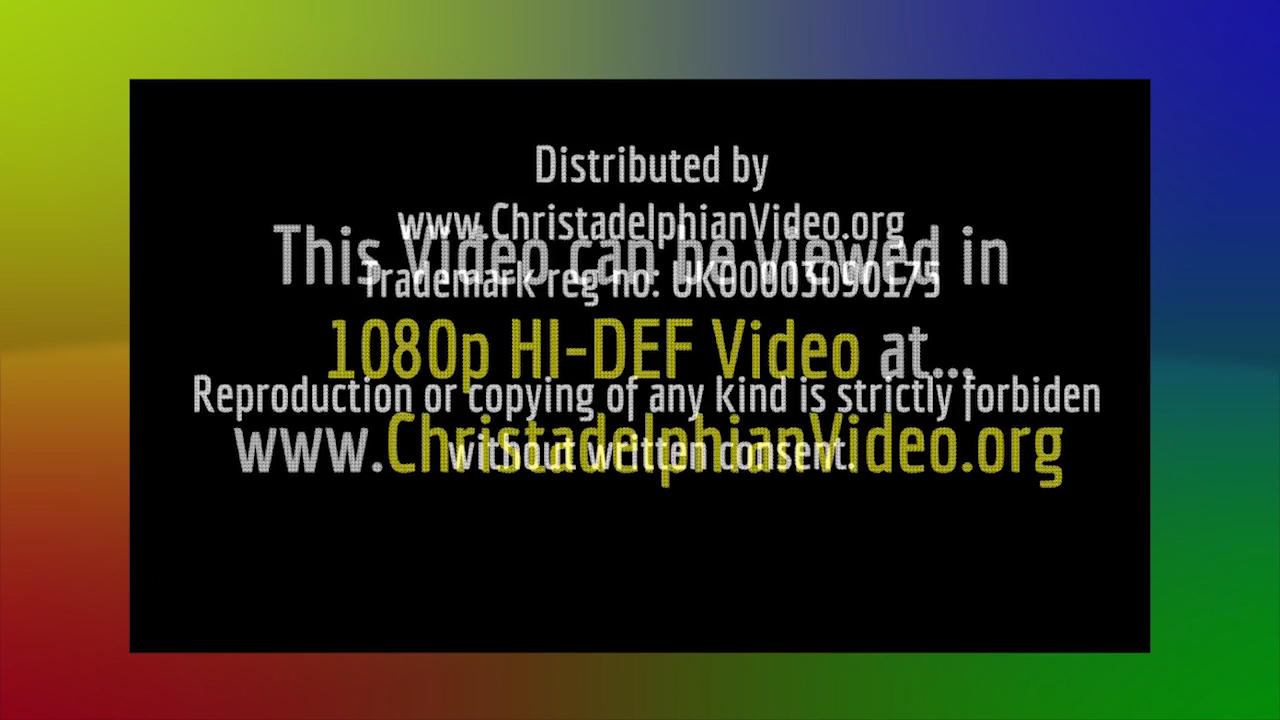 Distributed by
www.ChristadelphianVideo.org
This Video can be viewed in
Trademark reg no: UK00003090175
1080p HI-DEF Video at...
Reproduction or copying of any kind is strictly forbiden
www.ChristadelphianVideo.org
without written consent.